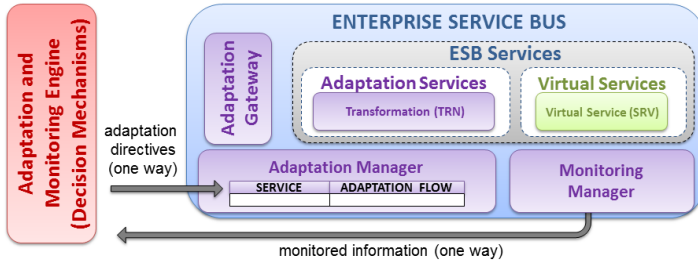 Adaptation and
Monitoring Engine
(Decision Mechanisms)
adaptation
directives
(one way)
ENTERPRISE SERVICE BUS
Adaptation
Gateway
ESB Services
Adaptation Services
Transformation (TRN)
Virtual Services
Virtual Service (SRV)
Adaptation Manager
SERVICE ADAPTATION FLOW
Monitoring
Manager
monitored information (one way)